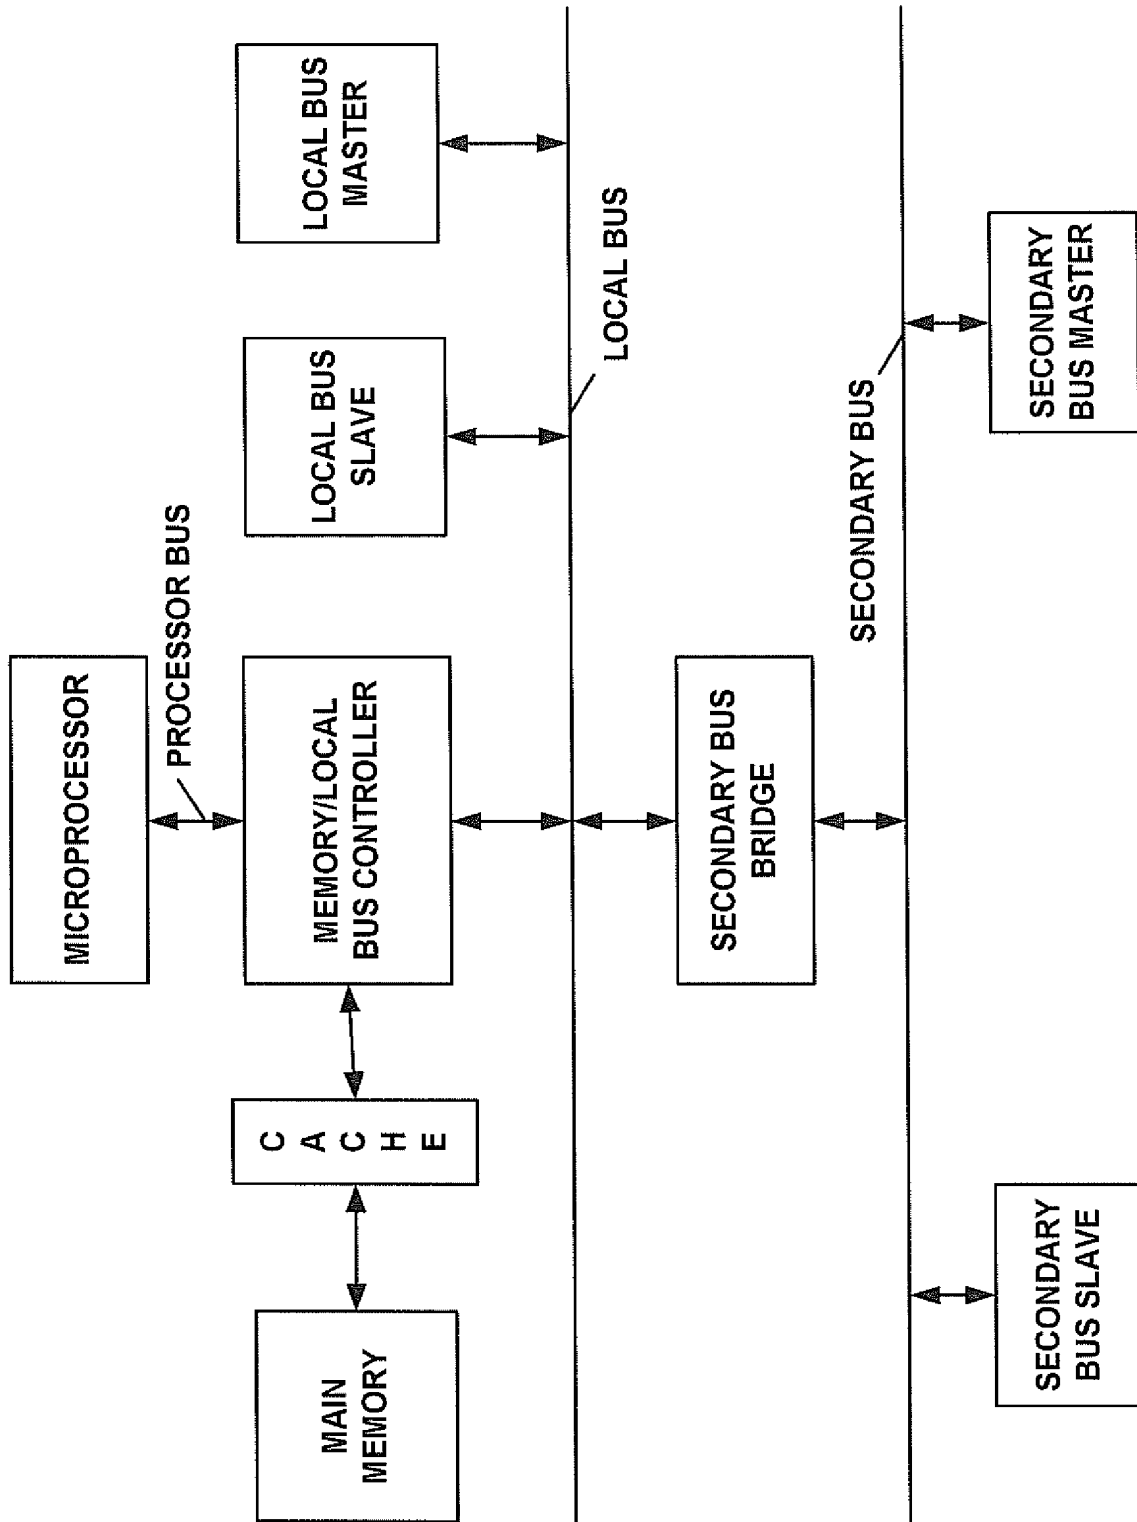 MICROPROCESSOR
PROCESSOR BUS
MAIN
MEMORY
C
A
C
H
E
MEMORY/LOCAL
BUS CONTROLLER
LOCAL BUS
SLAVE
LOCAL BUS
MASTER
LOCAL BUS
SECONDARY BUS
BRIDGE
SECONDARY BUS
SECONDARY
BUS SLAVE
SECONDARY
BUS MASTER